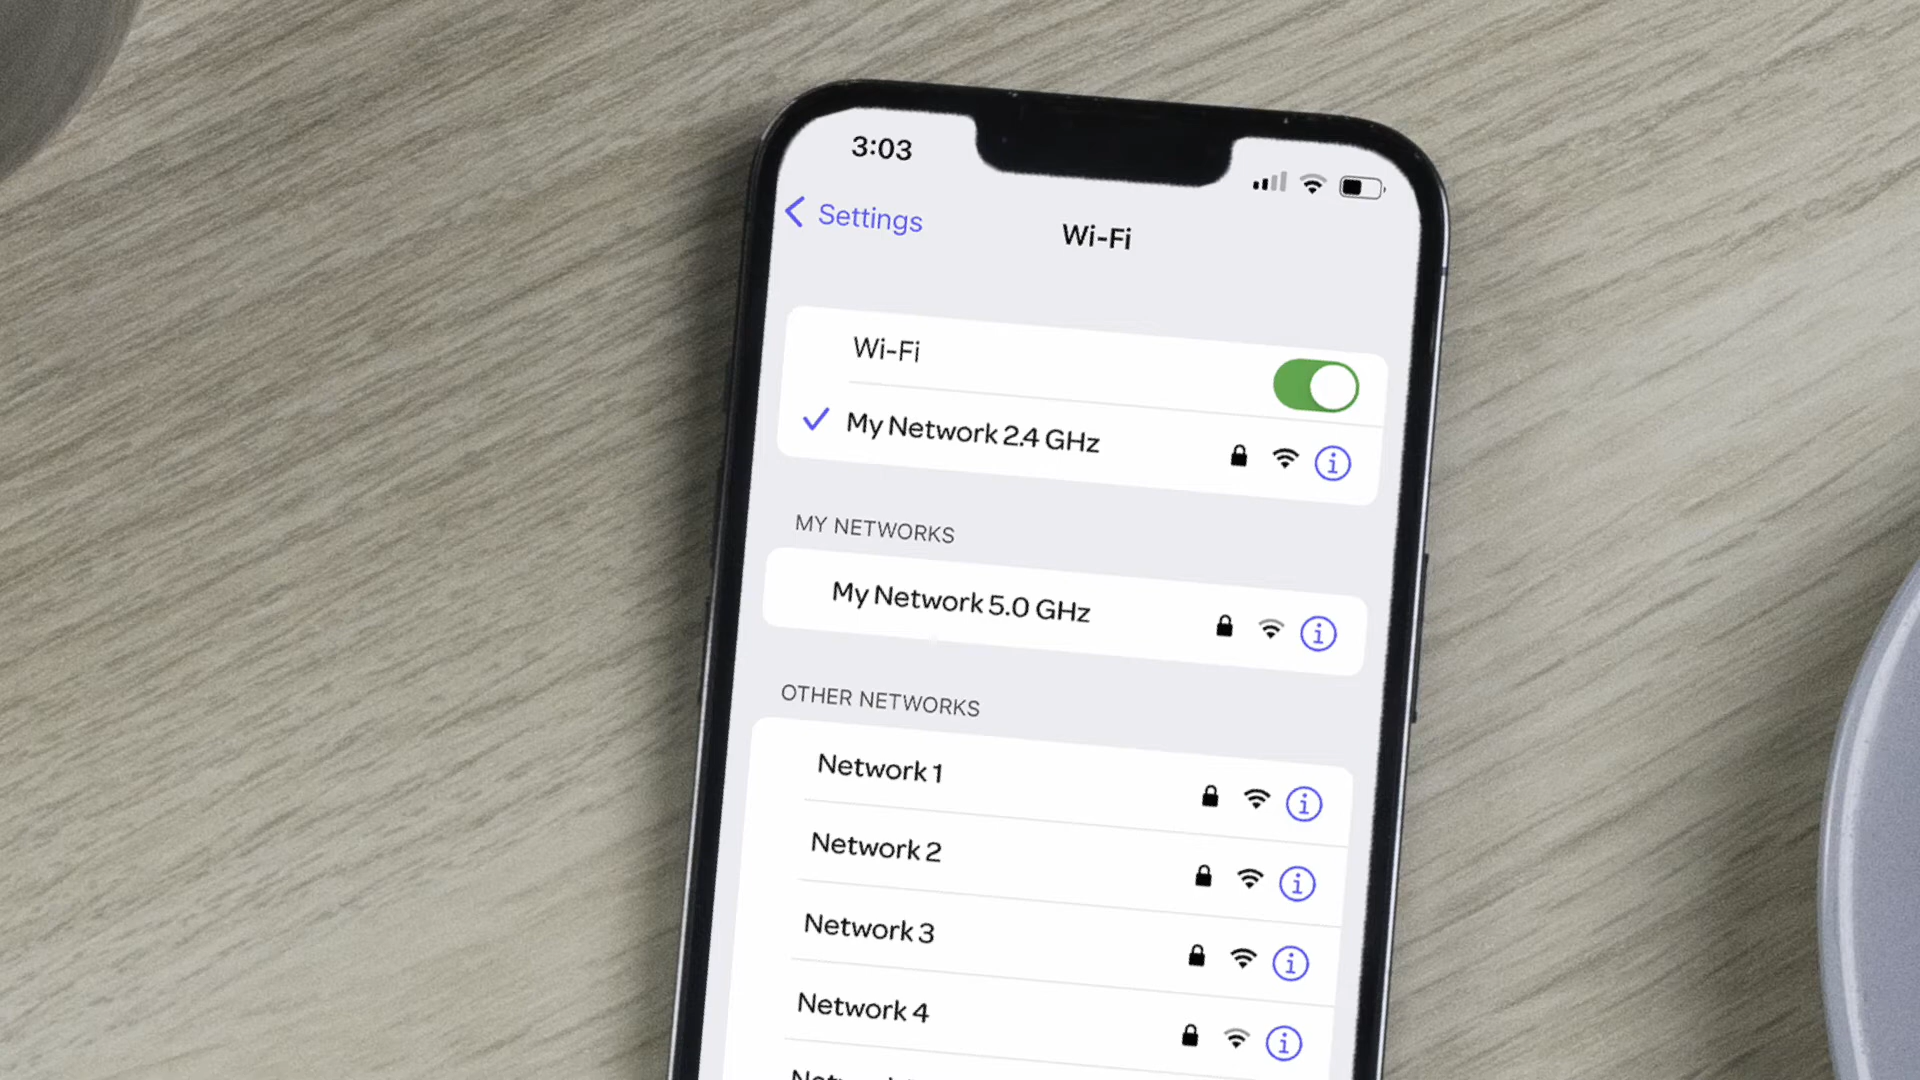 3:03
Settings
Wi-Fi
Wi-Fi
My Network 2.4 GHz
MY NETWORKS
My Network 5.0 GHz
OTHER NETWORKS
Network 1
Network 2
Network 3
Network 4